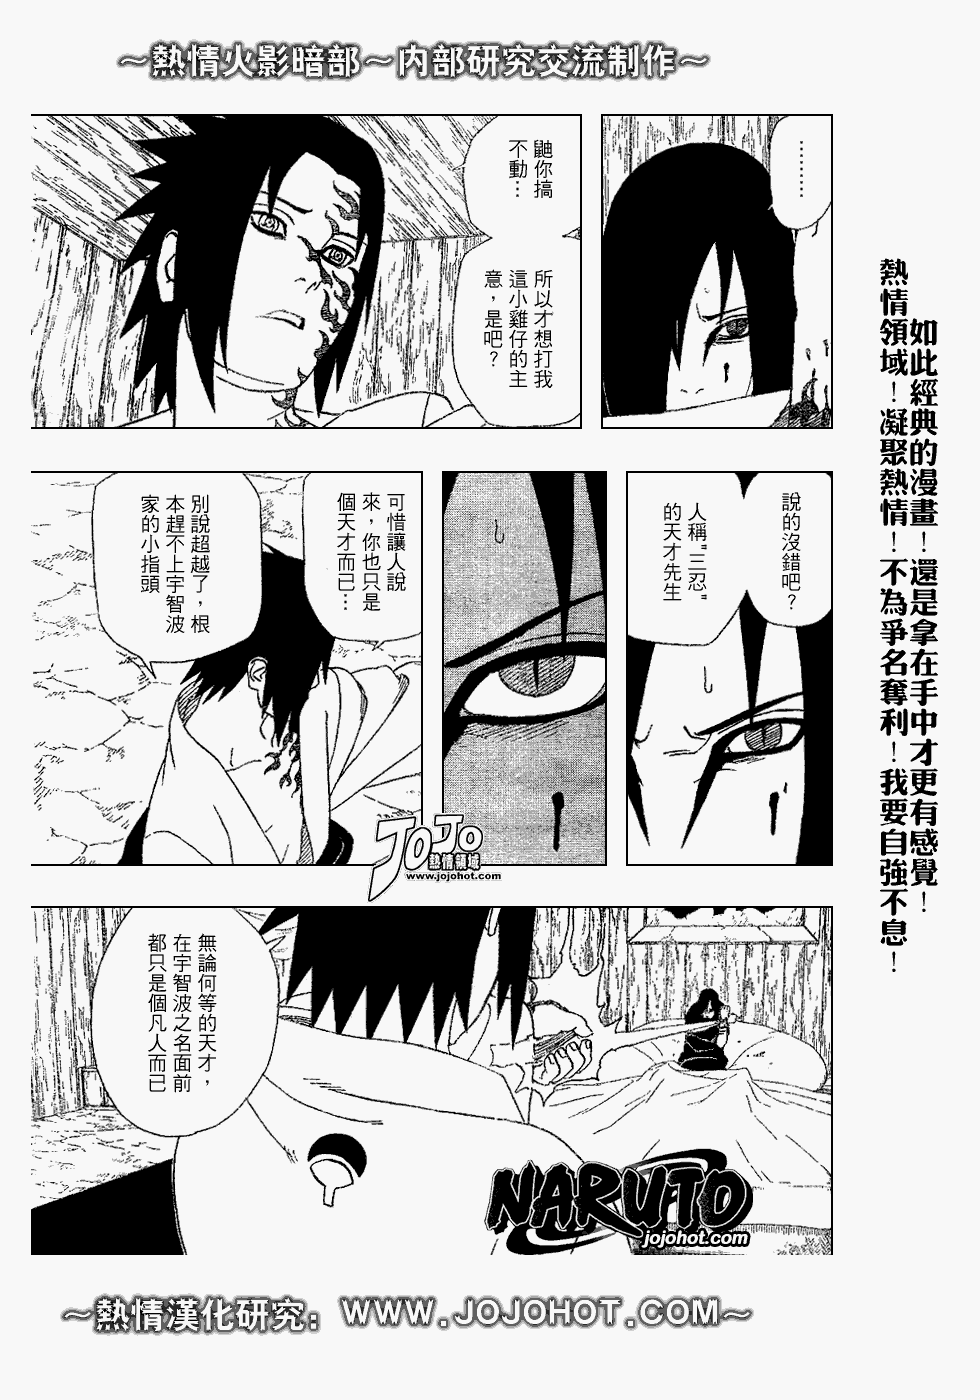 ～熱情火影暗部～内部研究交流制作～
………
鼬你搞
不動…
所以才想打我
這小雞仔的主
意，是吧？
說的沒錯吧？
人稱"三忍"
的天才先生
可惜讓人說
來，你也只是
個天才而已…
別說超越了，根
本趕不上宇智波
家的小指頭
無論何等的天才，
在宇智波之名面前
都只是個凡人而已
如此經典的漫畫！還是拿在手中才更有感覺！
熱情領域！凝聚熱情！不為爭名奪利！我要自強不息！
JOJO
熱情領域
www.jojohot.com
NARUTO
jojohot.com
～熱情漢化研究：WWW.JOJOHOT.COM～